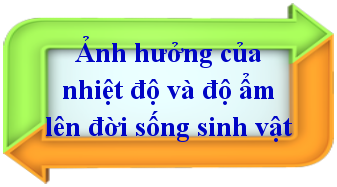 Ảnh hưởng của
nhiệt độ và độ ẩm
lên đời sống sinh vật